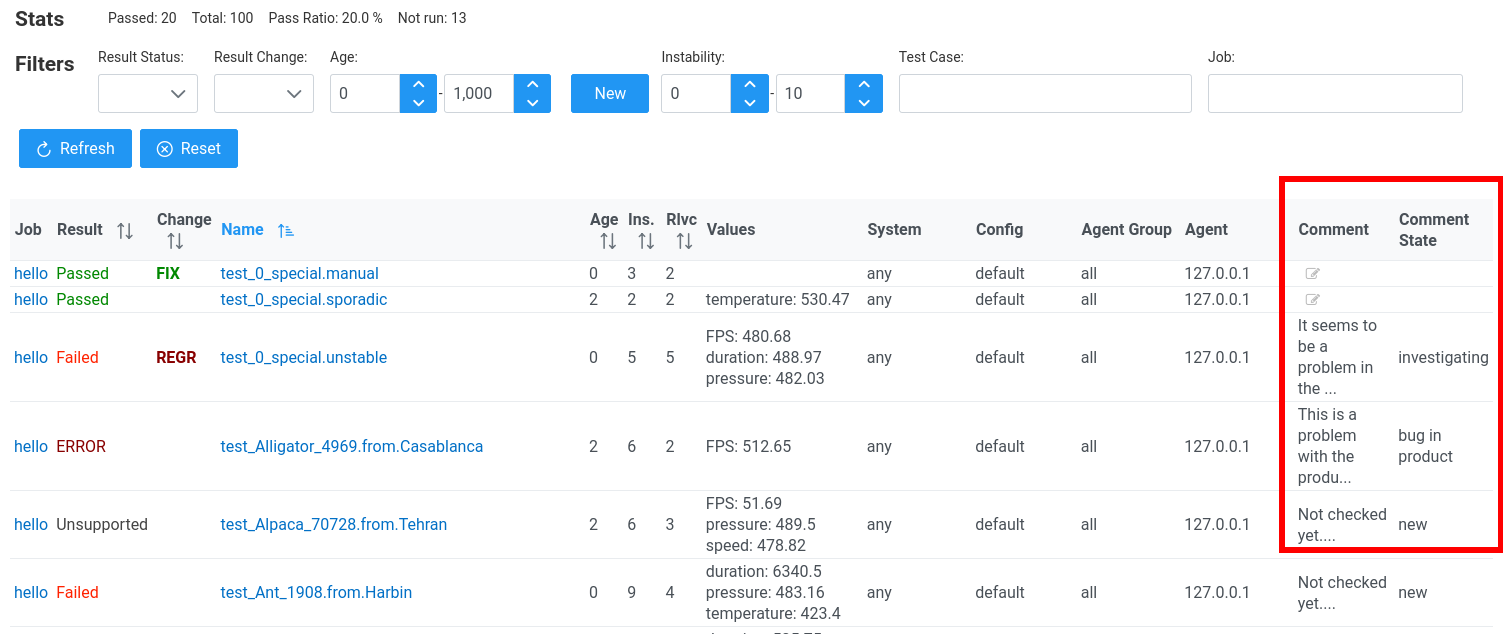 Stats Passed: 20 Total: 100 Pass Ratio: 20.0 % Not run: 13
Filters Result Status: Result Change: Age: Instability: Test Case: Job:
0 - 1,000 New 0 - 10
Refresh Reset
Job Result Change Name Age Ins. Rlvc Values System Config Agent Group Agent Comment Comment State
hello Passed FIX test_0_special.manual 0 3 2 any default all 127.0.0.1
hello Passed test_0_special.sporadic 2 2 2 temperature: 530.47 any default all 127.0.0.1
hello Failed REGR test_0_special.unstable 0 5 5
FPS: 480.68
duration: 488.97
pressure: 482.03
any default all 127.0.0.1
It seems to
be a
problem in
the ...
investigating
hello ERROR test_Alligator_4969.from.Casablanca 2 6 2 FPS: 512.65 any default all 127.0.0.1
This is a
problem
with the
produ...
bug in
product
hello Unsupported test_Alpaca_70728.from.Tehran 2 6 3
FPS: 51.69
pressure: 489.5
speed: 478.82
any default all 127.0.0.1
Not checked
yet....
new
hello Failed test_Ant_1908.from.Harbin 0 9 4
duration: 6340.5
pressure: 483.16
temperature: 423.4
any default all 127.0.0.1
Not checked
yet....
new